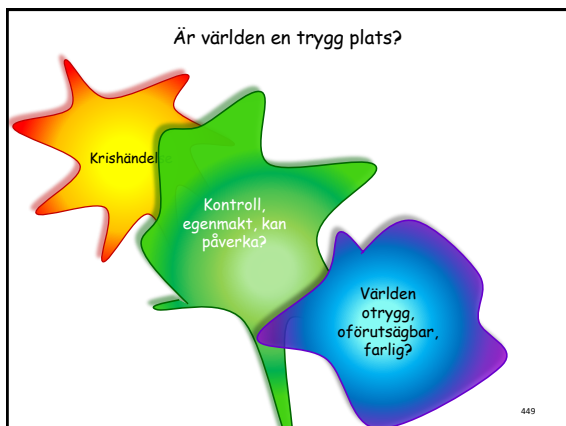 Är världen en trygg plats?
Krishändel
Kontroll,
egenmakt, kan
påverka?
Världen
otrygg,
oförutsägbar,
farlig?
449